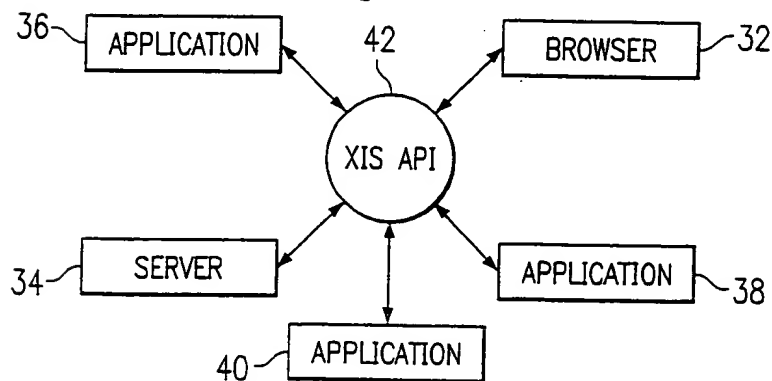 36
APPLICATION
42
BROWSER
32
XIS API
34
SERVER
APPLICATION
38
40
APPLICATION